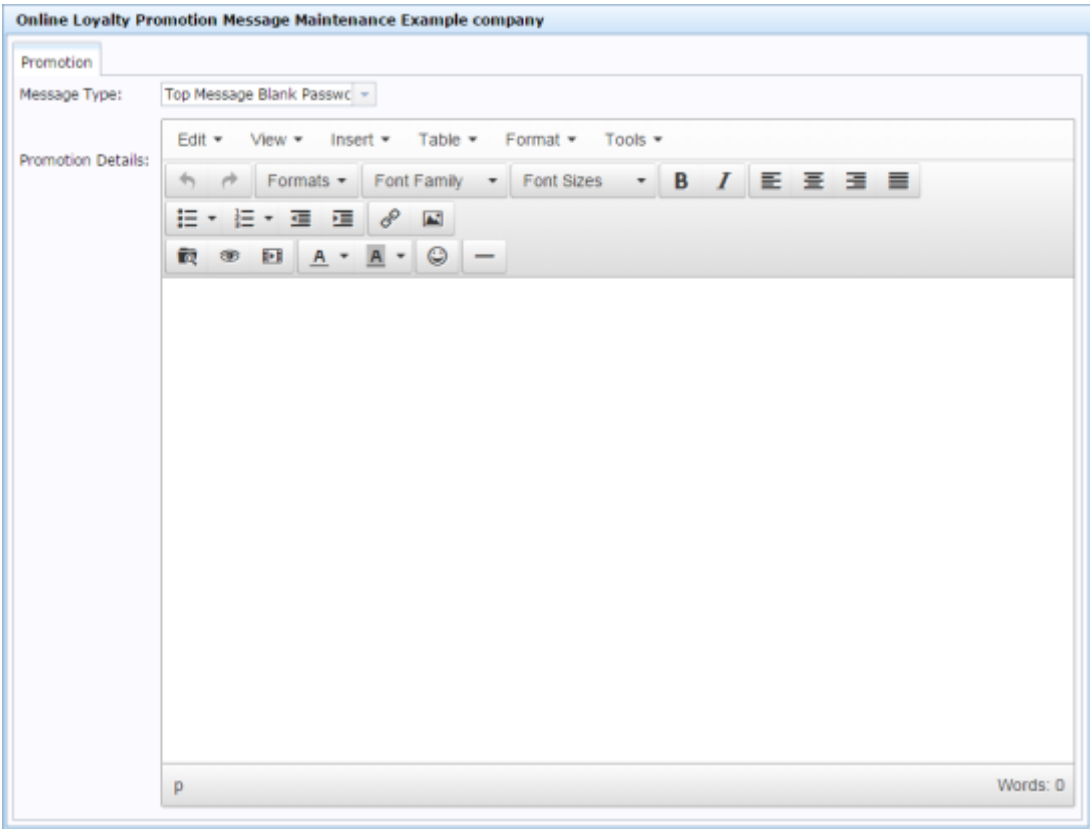 Online Loyalty Promotion Message Maintenance Example company
Promotion
Message Type: Top Message Blank Passwc
Edit View Insert Table Format Tools
Promotion Details:
Formats Font Family Font Sizes B I
A A
p Words: 0